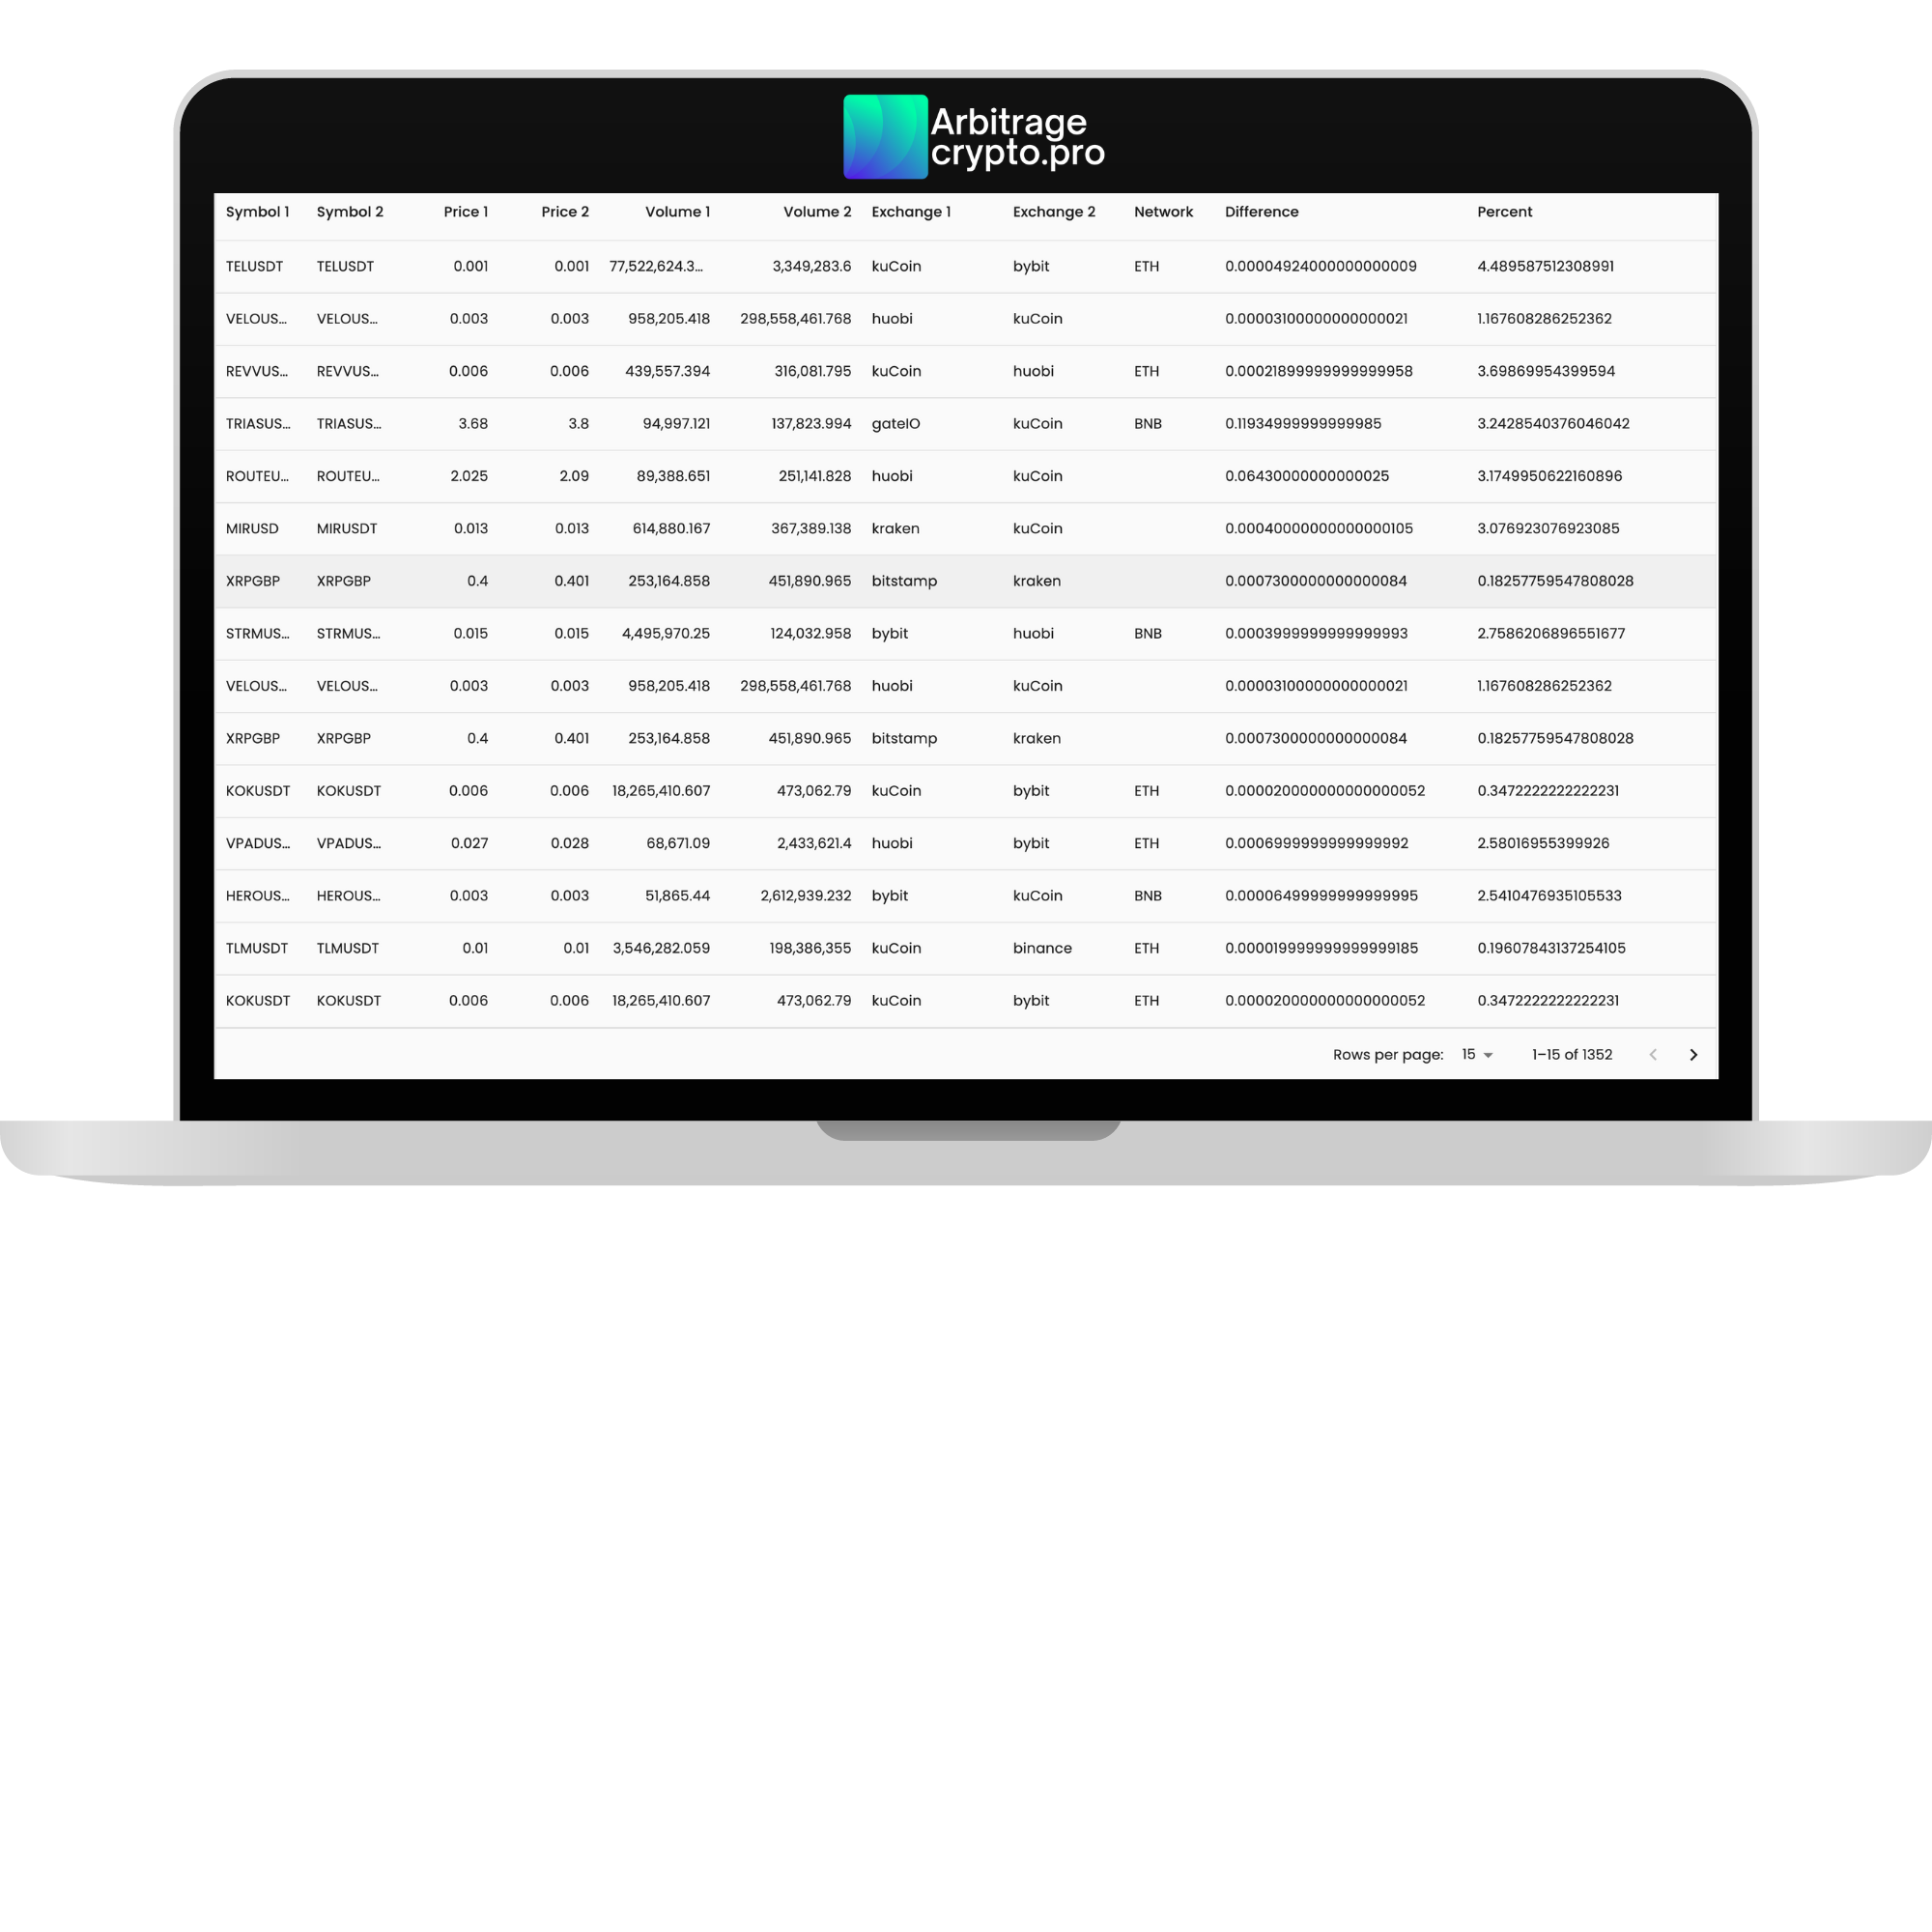 Arbitrage
crypto.pro
Symbol 1 Symbol 2 Price 1 Price 2 Volume 1 Volume 2 Exchange 1 Exchange 2 Network Difference Percent
TELUSDT TELUSDT 0.001 0.001 77,522,624.3... 3,349,283.6 kuCoin bybit ETH 0.00004924000000000009 4.489587512308991
VELOUS... VELOUS... 0.003 0.003 958,205.418 298,558,461.768 huobi kuCoin 0.00003100000000000021 1.167608286252362
REVVUS... REVVUS... 0.006 0.006 439,557.394 316,081.795 kuCoin huobi ETH 0.00021899999999999958 3.69869954399594
TRIASUS... TRIASUS... 3.68 3.8 94,997.121 137,823.994 gateIO kuCoin BNB 0.11934999999999985 3.2428540376046042
ROUTEU... ROUTEU... 2.025 2.09 89,388.651 251,141.828 huobi kuCoin 0.06430000000000025 3.1749950622160896
MIRUSD MIRUSDT 0.013 0.013 614,880.167 367,389.138 kraken kuCoin 0.00040000000000000105 3.076923076923085
XRPGBP XRPGBP 0.4 0.401 253,164.858 451,890.965 bitstamp kraken 0.0007300000000000084 0.18257759547808028
STRMUS... STRMUS... 0.015 0.015 4,495,970.25 124,032.958 bybit huobi BNB 0.0003999999999999993 2.7586206896551677
VELOUS... VELOUS... 0.003 0.003 958,205.418 298,558,461.768 huobi kuCoin 0.00003100000000000021 1.167608286252362
XRPGBP XRPGBP 0.4 0.401 253,164.858 451,890.965 bitstamp kraken 0.0007300000000000084 0.18257759547808028
KOKUSDT KOKUSDT 0.006 0.006 18,265,410.607 473,062.79 kuCoin bybit ETH 0.000020000000000000052 0.3472222222222231
VPADUS... VPADUS... 0.027 0.028 68,671.09 2,433,621.4 huobi bybit ETH 0.0006999999999999992 2.58016955399926
HEROUS... HEROUS... 0.003 0.003 51,865.44 2,612,939.232 bybit kuCoin BNB 0.00006499999999999995 2.5410476935105533
TLMUSDT TLMUSDT 0.01 0.01 3,546,282.059 198,386,355 kuCoin binance ETH 0.000019999999999999185 0.19607843137254105
KOKUSDT KOKUSDT 0.006 0.006 18,265,410.607 473,062.79 kuCoin bybit ETH 0.000020000000000000052 0.3472222222222231
Rows per page: 15 1–15 of 1352